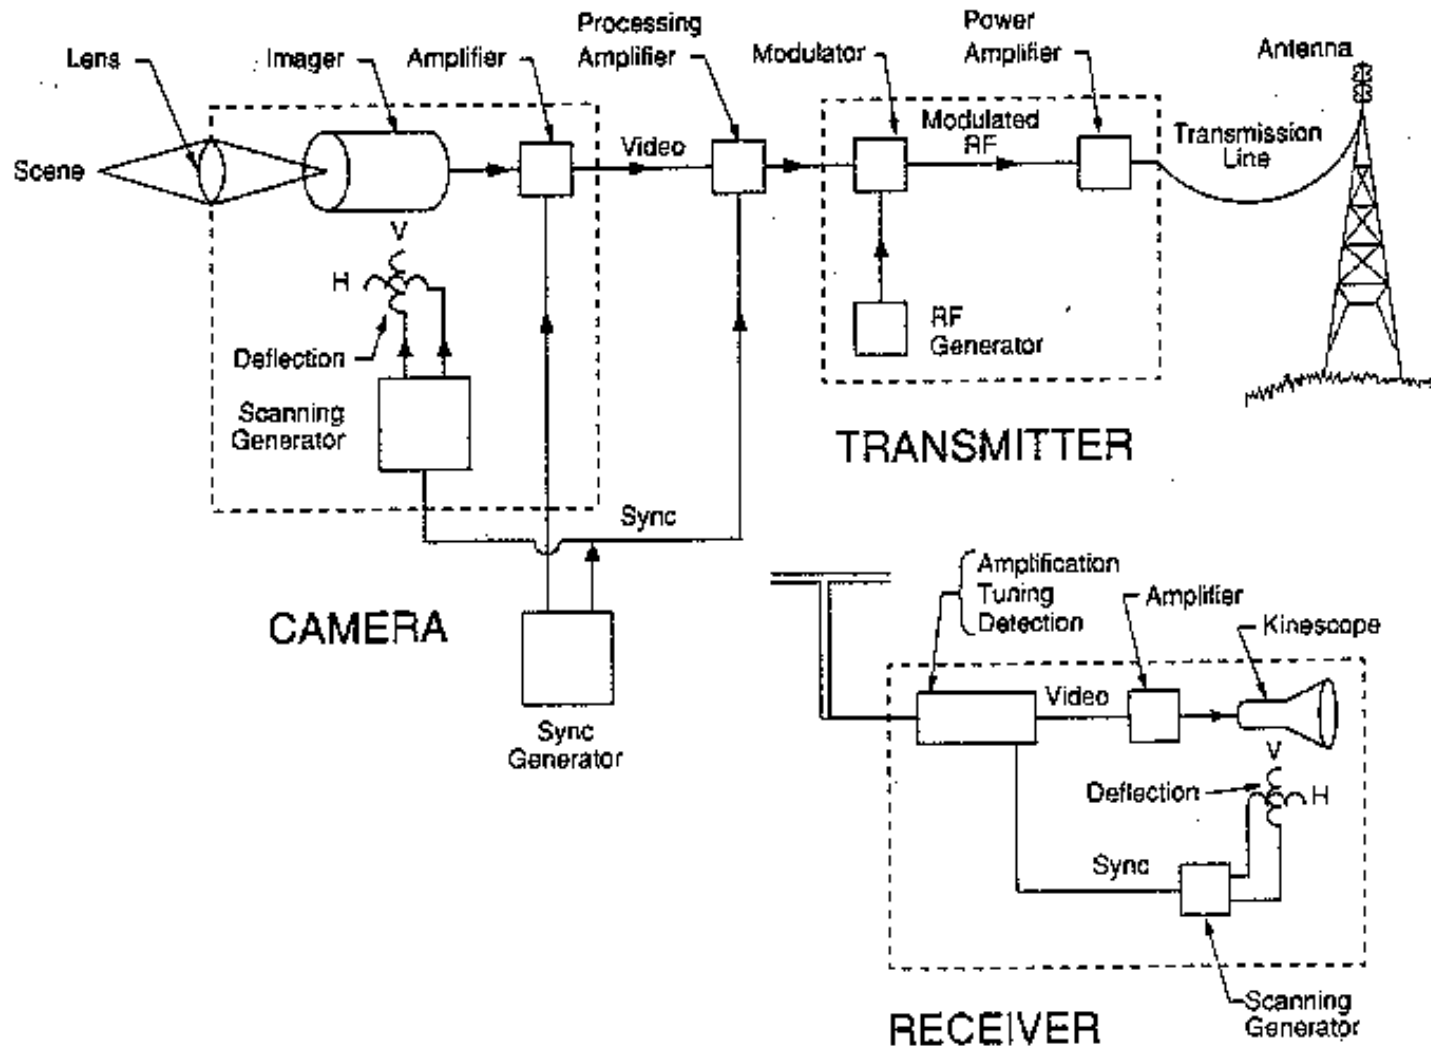 Lens
Imager
Amplifier
Processing
Amplifier
Modulator
Power
Amplifier
Antenna
Scene
Video
Modulated
RF
Transmission
Line
V
H
Deflection
Scanning
Generator
RF
Generator
TRANSMITTER
Sync
CAMERA
Sync
Generator
Amplification
Tuning
Detection
Amplifier
Kinescope
Video
V
Deflection
H
Sync
Scanning
Generator
RECEIVER